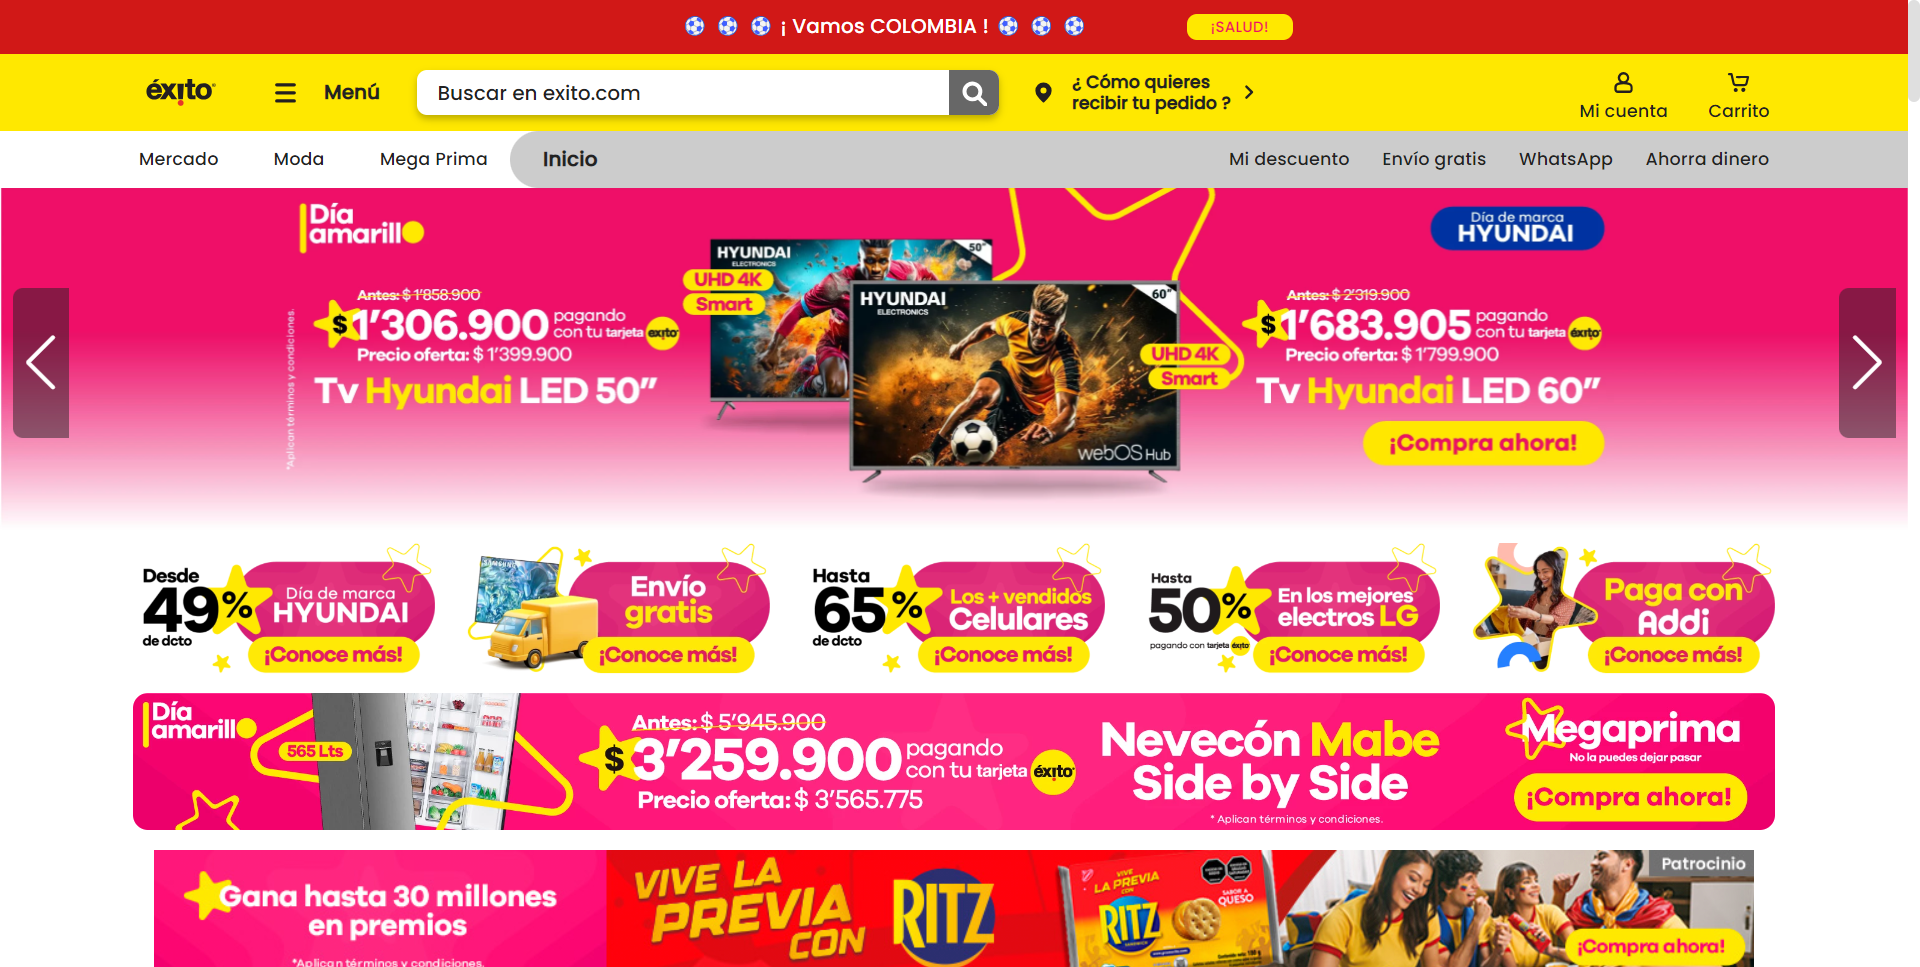 ¡ Vamos COLOMBIA !
¡SALUD!
éxito
Menú
Buscar en exito.com
¿ Cómo quieres
recibir tu pedido ?
Mi cuenta
Carrito
Mercado
Moda
Mega Prima
Inicio
Mi descuento
Envío gratis
WhatsApp
Ahorra dinero
Día
amarillo
Antes: $ 1'858.900
$ 1'306.900
pagando
con tu tarjeta éxito
Precio oferta: $ 1'399.900
Tv Hyundai LED 50"
*Aplican términos y condiciones.
HYUNDAI
ELECTRONICS
50"
UHD 4K
Smart
HYUNDAI
ELECTRONICS
60"
webOS Hub
UHD 4K
Smart
Día de marca
HYUNDAI
Antes: $ 2'319.900
$ 1'683.905
pagando
con tu tarjeta éxito
Precio oferta: $ 1'799.900
Tv Hyundai LED 60"
¡Compra ahora!
Desde
49%
de dcto
Día de marca
HYUNDAI
¡Conoce más!
SAMSUNG
Envío
gratis
¡Conoce más!
Hasta
65%
de dcto
Los + vendidos
Celulares
¡Conoce más!
Hasta
50%
pagando con tarjeta éxito
En los mejores
electros LG
¡Conoce más!
Paga con
Addi
¡Conoce más!
Día
amarillo
565 Lts
Antes: $ 5'945.900
$ 3'259.900
pagando
con tu tarjeta éxito
Precio oferta: $ 3'565.775
Nevecón Mabe
Side by Side
* Aplican términos y condiciones.
Megaprima
No la puedes dejar pasar
¡Compra ahora!
Gana hasta 30 millones
en premios
*Aplican términos y condiciones.
VIVE LA
PREVIA
CON
RITZ
VIVE
LA PREVIA
CON
RITZ
SABOR A
QUESO
Patrocinio
¡Compra ahora!